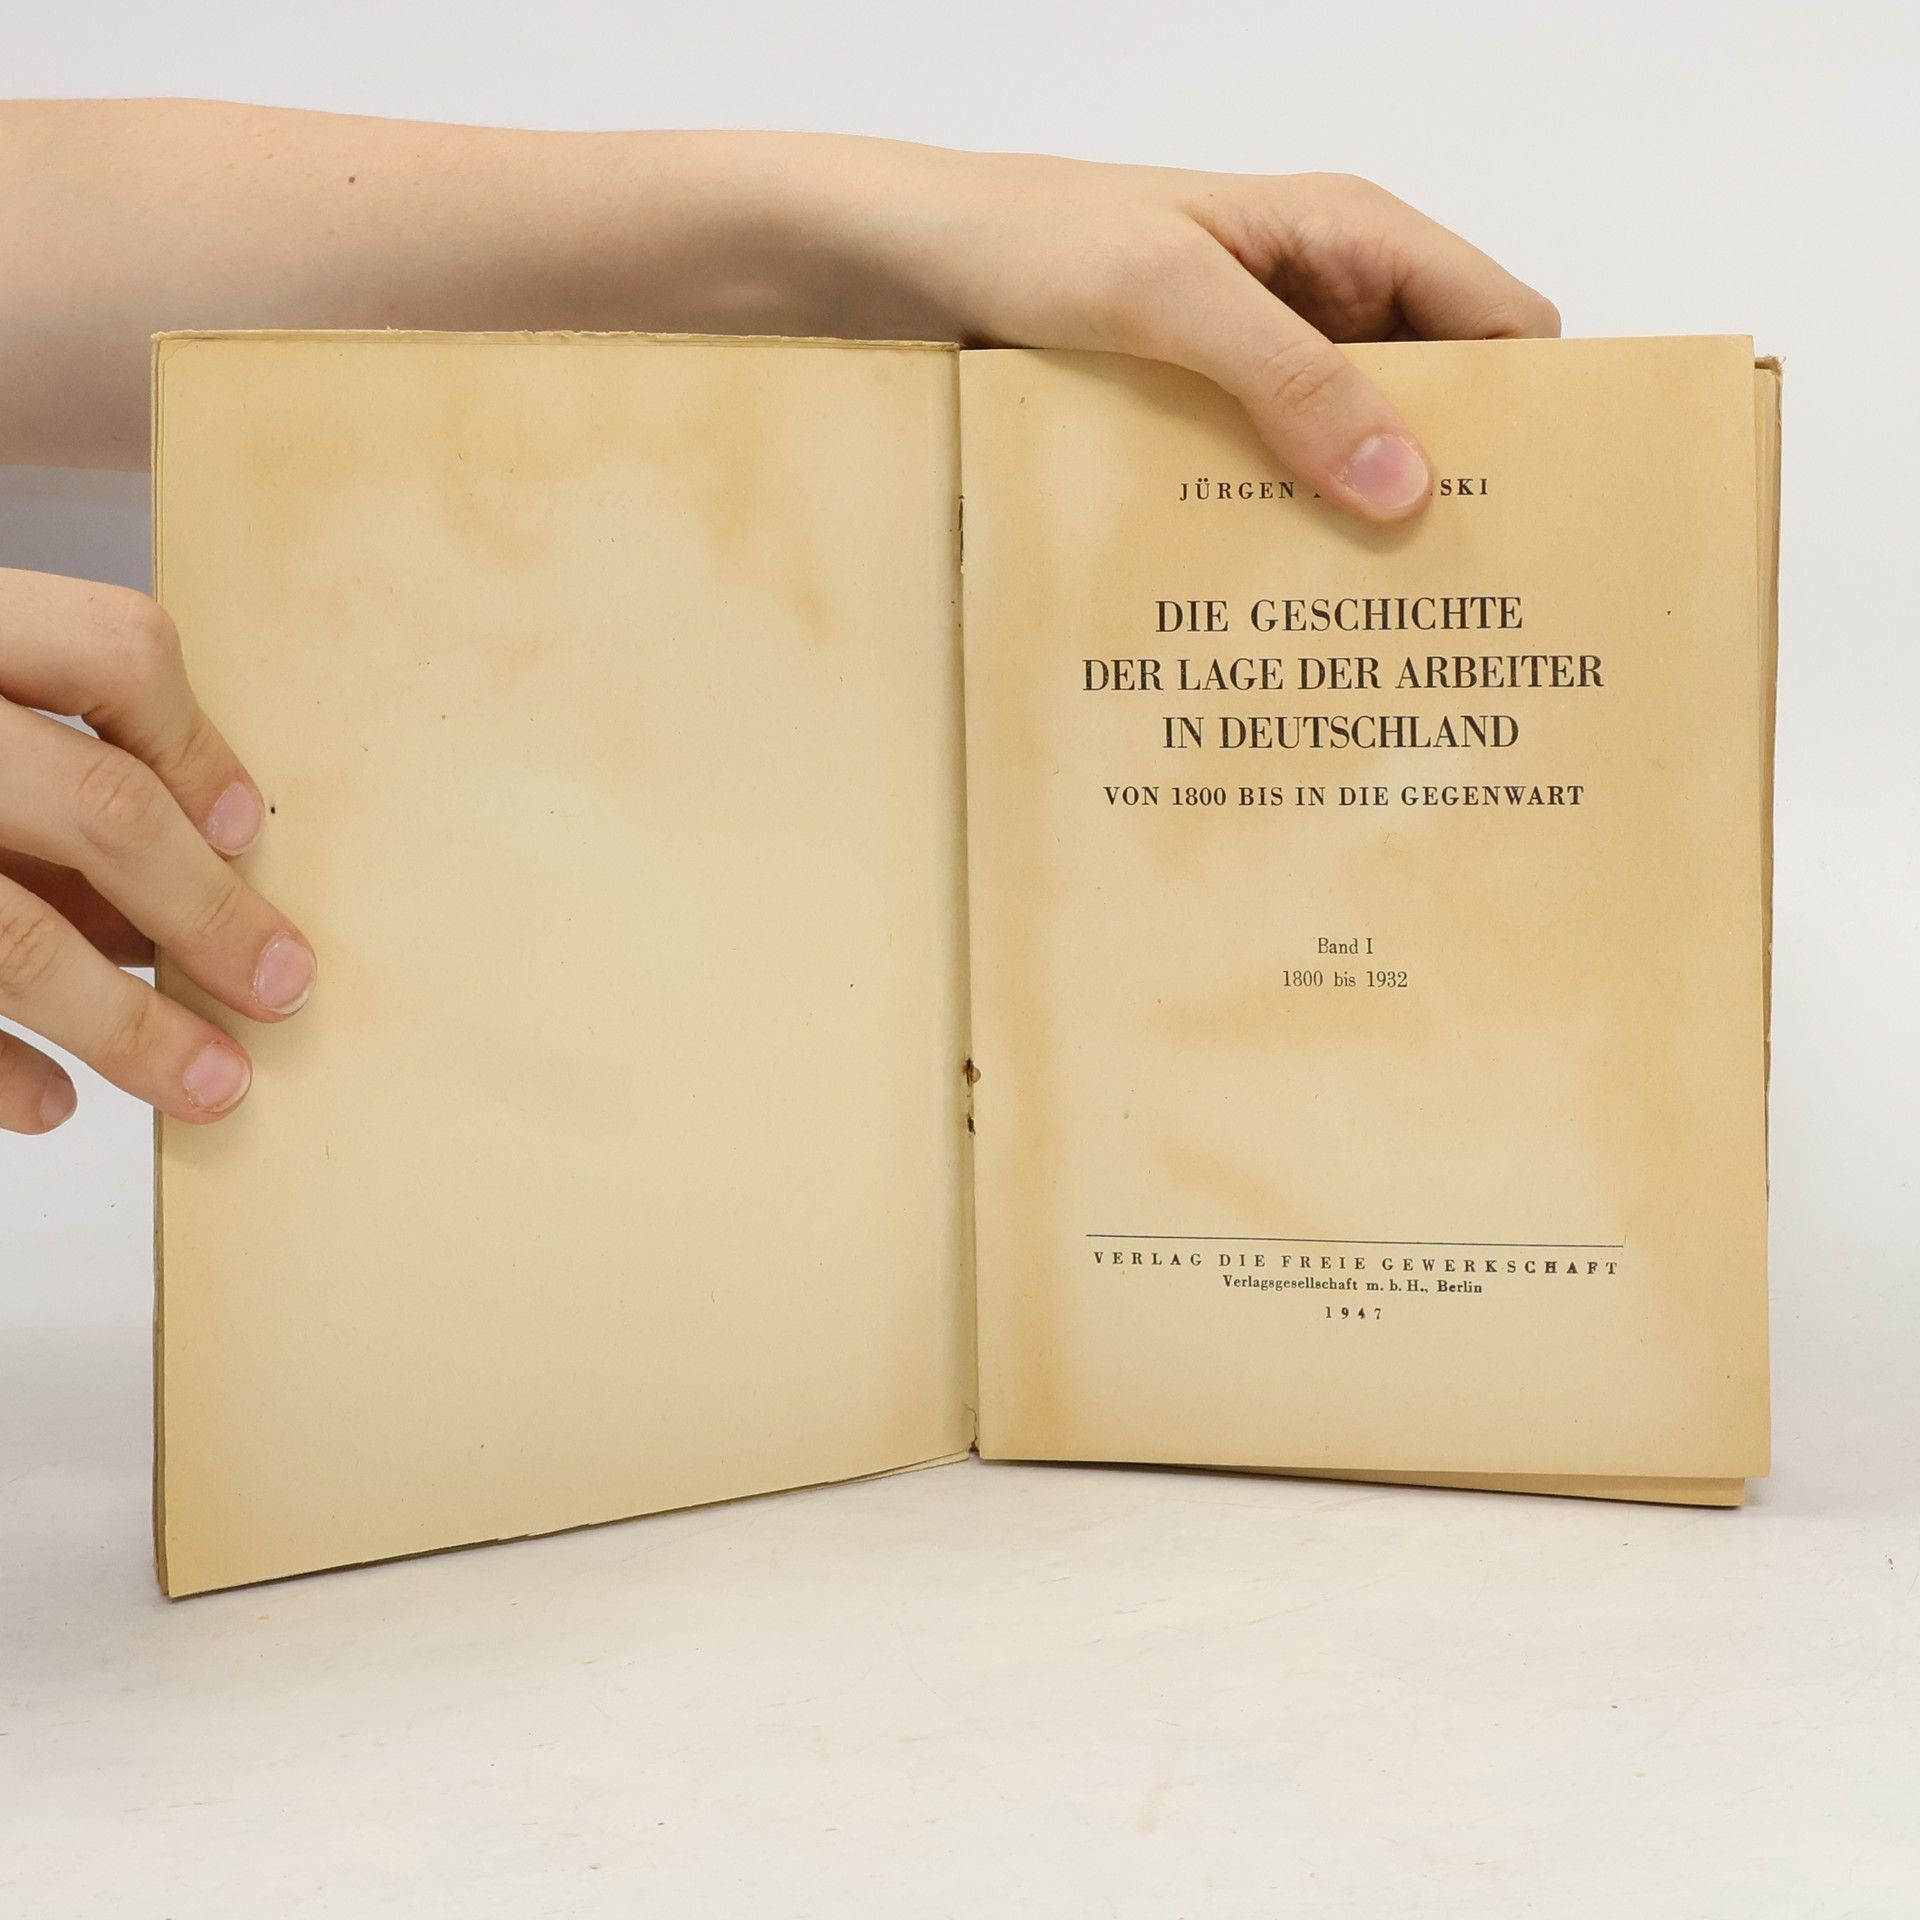 JÜRGEN
DIE GESCHICHTE
DER LAGE DER ARBEITER
IN DEUTSCHLAND
VON 1800 BIS IN DIE GEGENWART
Band I
1800 bis 1932
VERLAG DIE FREIE GEWERKSCHAFT
Verlagsgesellschaft m. b. H., Berlin
1947